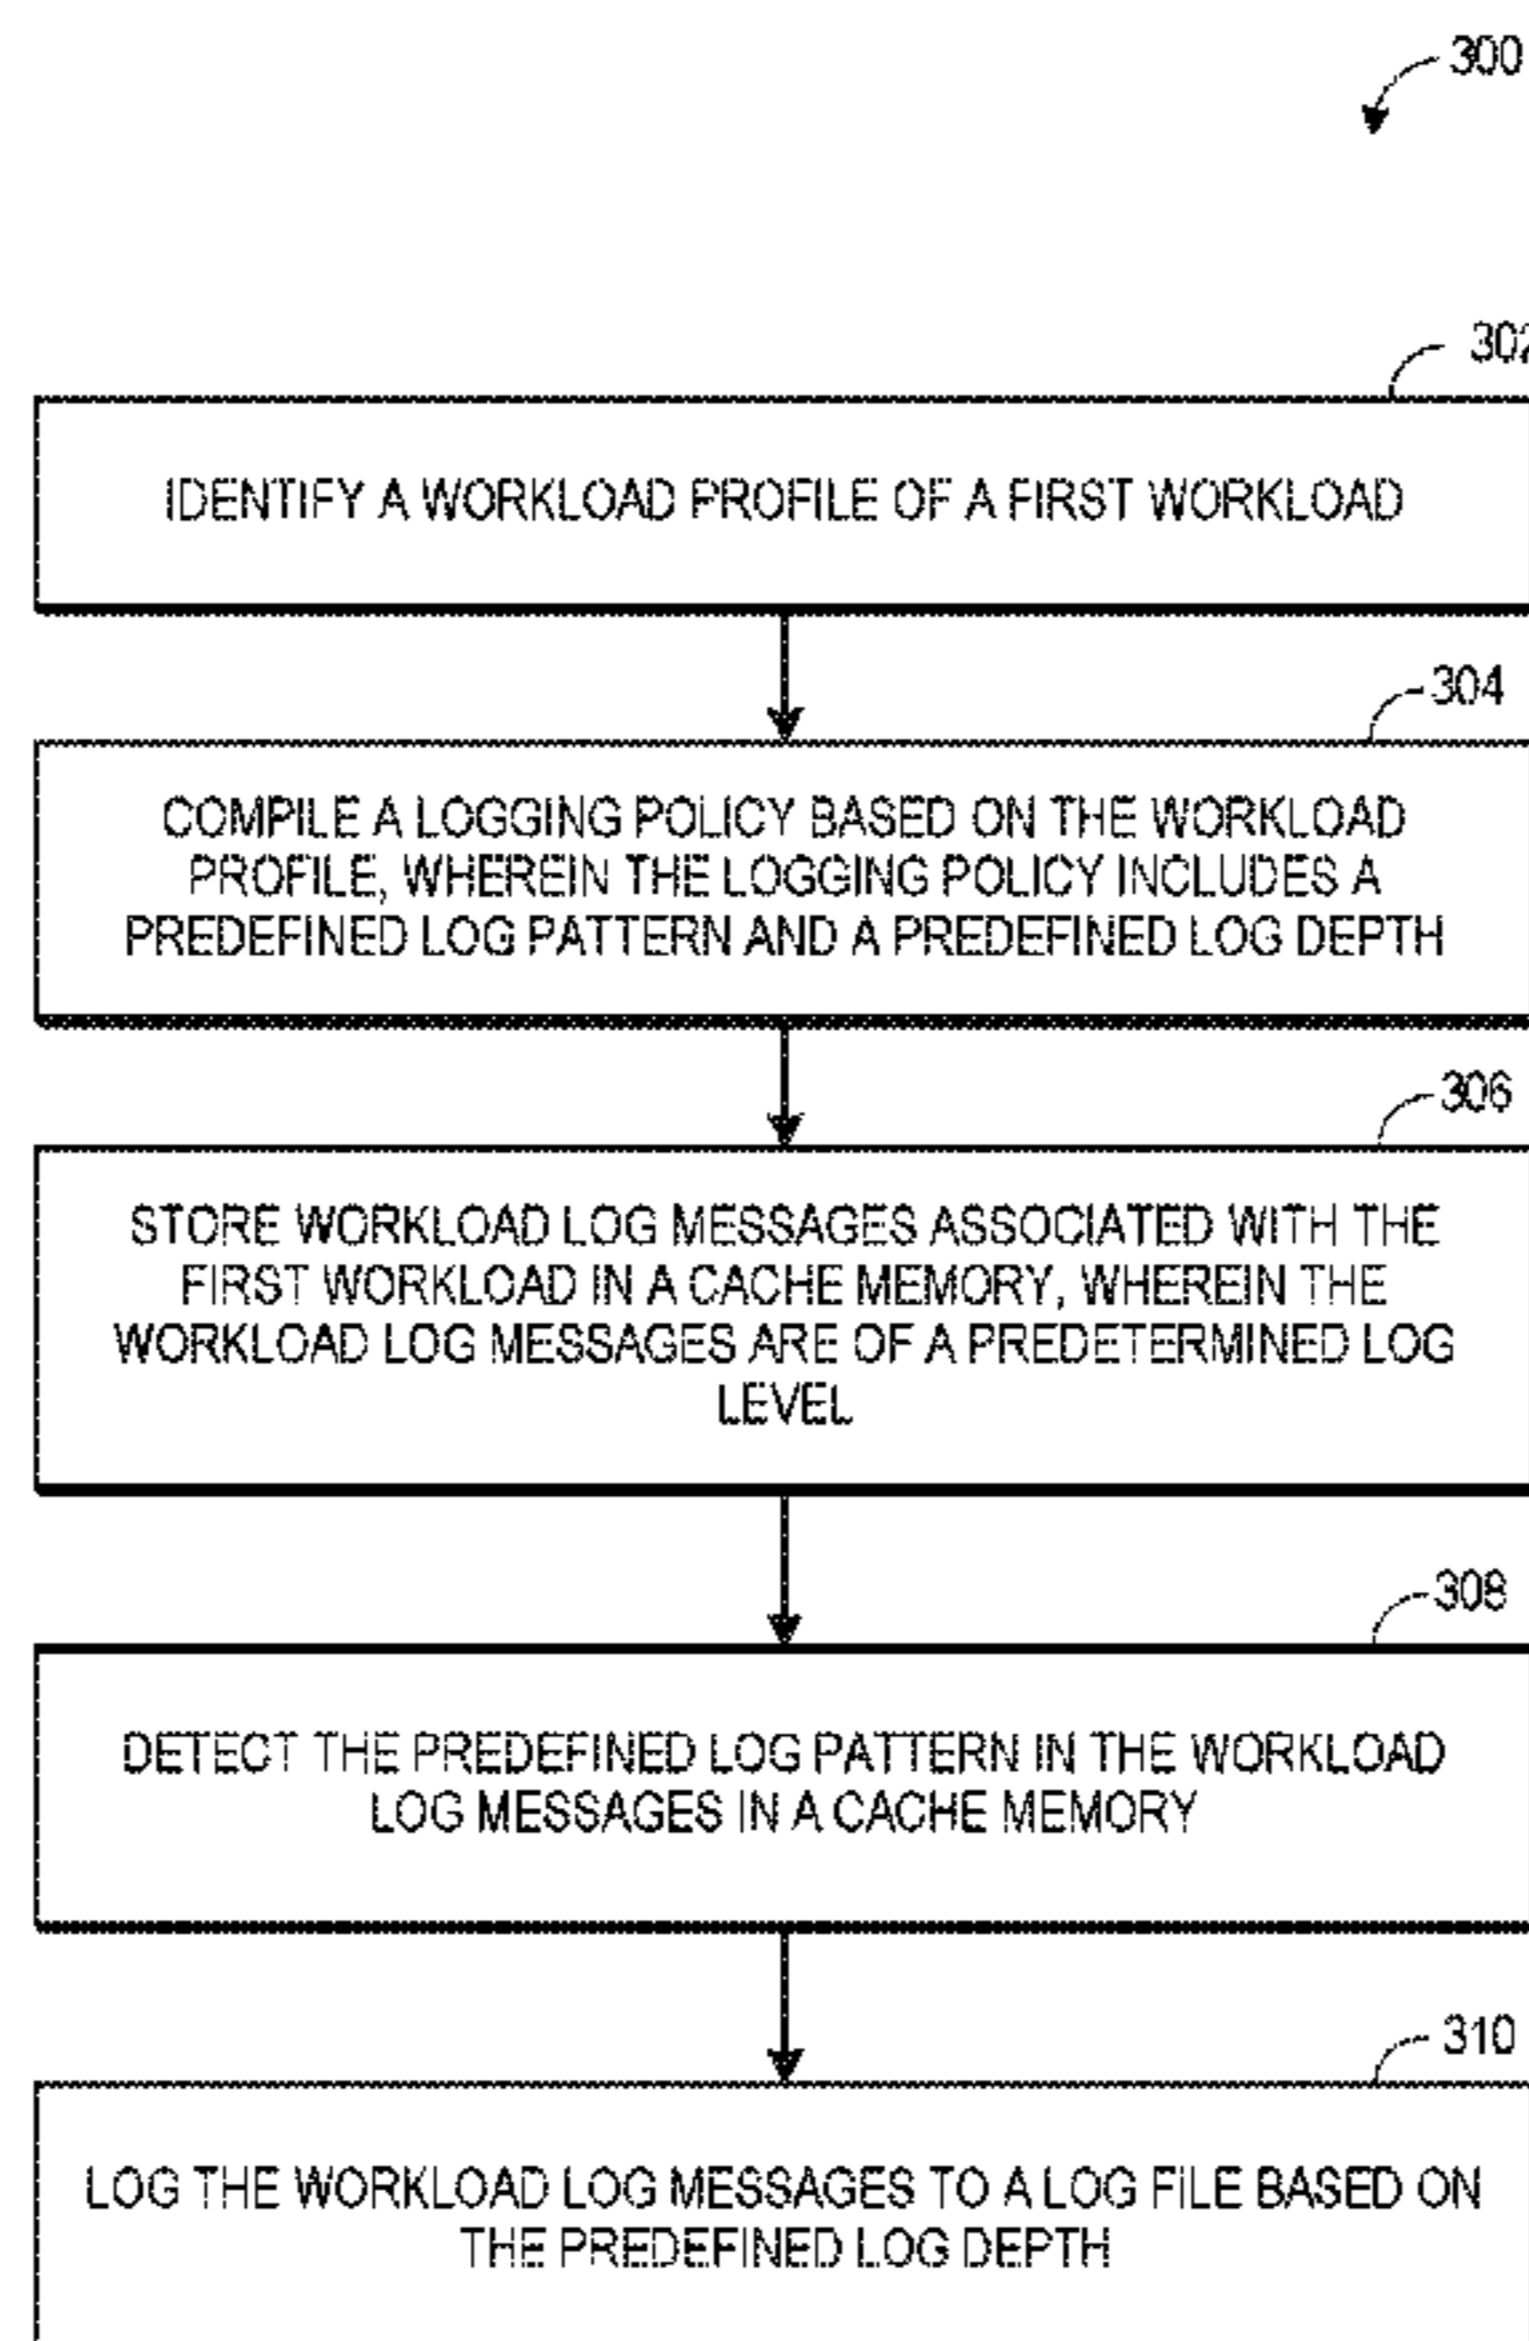 300
302
IDENTIFY A WORKLOAD PROFILE OF A FIRST WORKLOAD
304
COMPILE A LOGGING POLICY BASED ON THE WORKLOAD
PROFILE, WHEREIN THE LOGGING POLICY INCLUDES A
PREDEFINED LOG PATTERN AND A PREDEFINED LOG DEPTH
306
STORE WORKLOAD LOG MESSAGES ASSOCIATED WITH THE
FIRST WORKLOAD IN A CACHE MEMORY, WHEREIN THE
WORKLOAD LOG MESSAGES ARE OF A PREDETERMINED LOG
LEVEL
308
DETECT THE PREDEFINED LOG PATTERN IN THE WORKLOAD
LOG MESSAGES IN A CACHE MEMORY
310
LOG THE WORKLOAD LOG MESSAGES TO A LOG FILE BASED ON
THE PREDEFINED LOG DEPTH